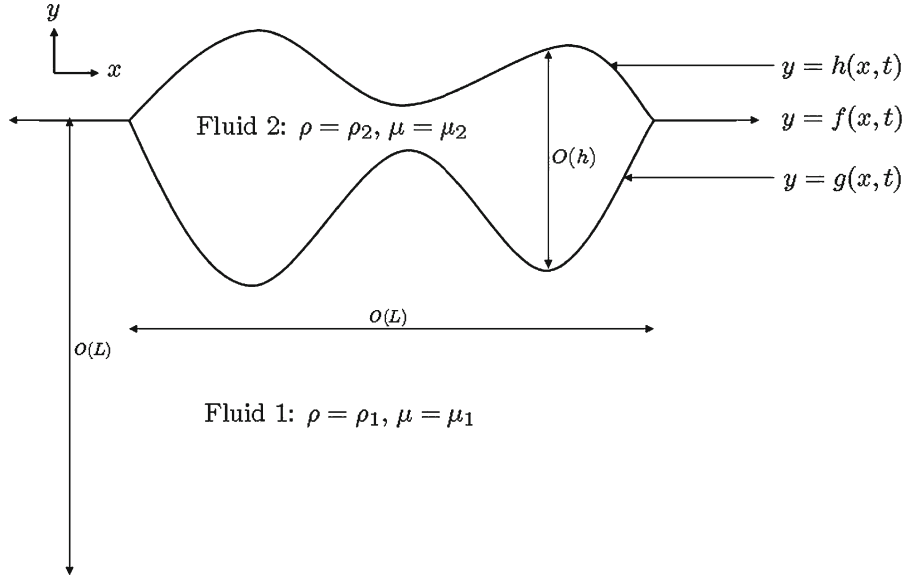 y
x
y = h(x, t)
Fluid 2: ρ = ρ₂, μ = μ₂
y = f(x, t)
O(h)
y = g(x, t)
O(L)
O(L)
Fluid 1: ρ = ρ₁, μ = μ₁